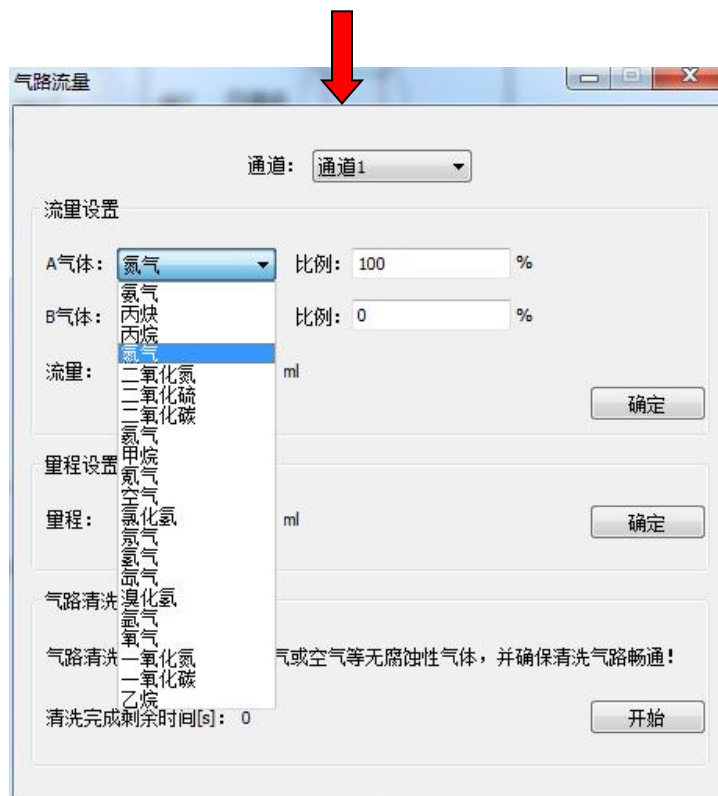 气路流量
通道： 通道1
流量设置
A气体： 氮气 比例： 100 %
氨气
B气体： 丙炔 比例： 0 %
丙烷
氮气
流量： 二氧化氮 ml
二氧化硫
二氧化碳 确定
氦气
量程设置 甲烷
氪气
空气
量程： 氯化氢 ml 确定
氖气
氢气
氙气
气路清洗 溴化氢
氩气
氧气
气路清洗 一氧化氮 气或空气等无腐蚀性气体，并确保清洗气路畅通！
一氧化碳
乙烷
清洗完成剩余时间[s]： 0 开始